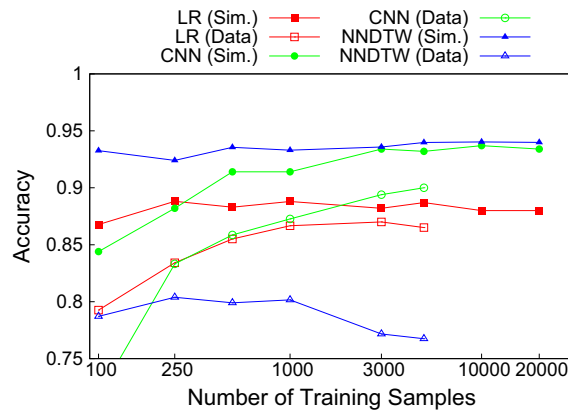 LR (Sim.)
LR (Data)
CNN (Sim.)
CNN (Data)
NNDTW (Sim.)
NNDTW (Data)
1
0.95
0.9
0.85
0.8
0.75
Accuracy
100 250 1000 3000 10000 20000
Number of Training Samples